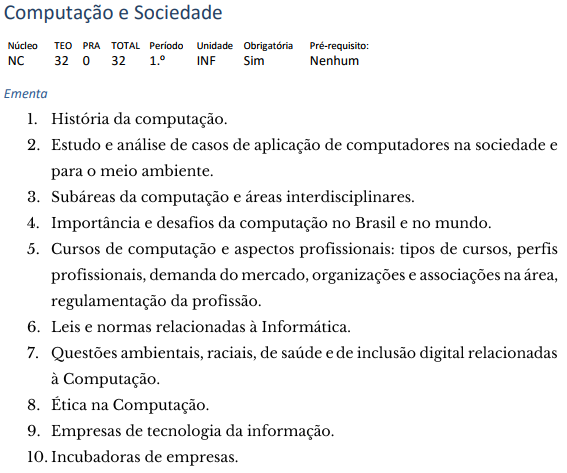 Computação e Sociedade
Núcleo TEO PRA TOTAL Período Unidade Obrigatória Pré-requisito:
NC 32 0 32 1.º INF Sim Nenhum
Ementa
1. História da computação.
2. Estudo e análise de casos de aplicação de computadores na sociedade e
para o meio ambiente.
3. Subáreas da computação e áreas interdisciplinares.
4. Importância e desafios da computação no Brasil e no mundo.
5. Cursos de computação e aspectos profissionais: tipos de cursos, perfis
profissionais, demanda do mercado, organizações e associações na área,
regulamentação da profissão.
6. Leis e normas relacionadas à Informática.
7. Questões ambientais, raciais, de saúde e de inclusão digital relacionadas
à Computação.
8. Ética na Computação.
9. Empresas de tecnologia da informação.
10. Incubadoras de empresas.